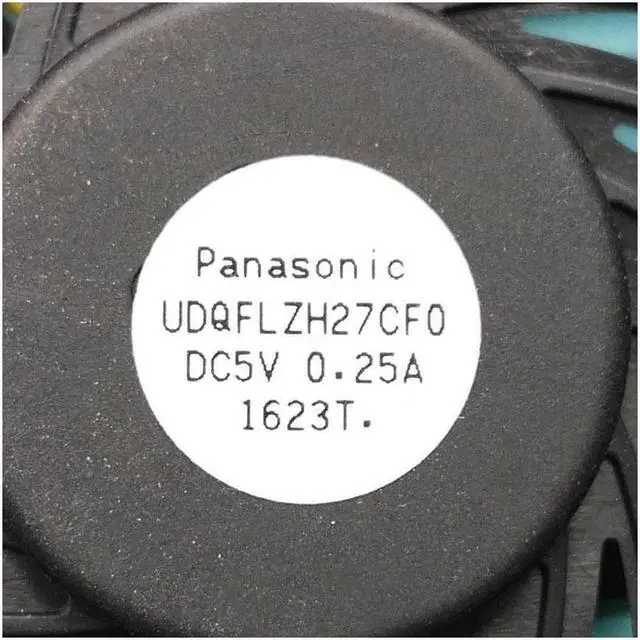 Panasonic
UDQFLZH27CF0
DC5V 0.25A
1623T.